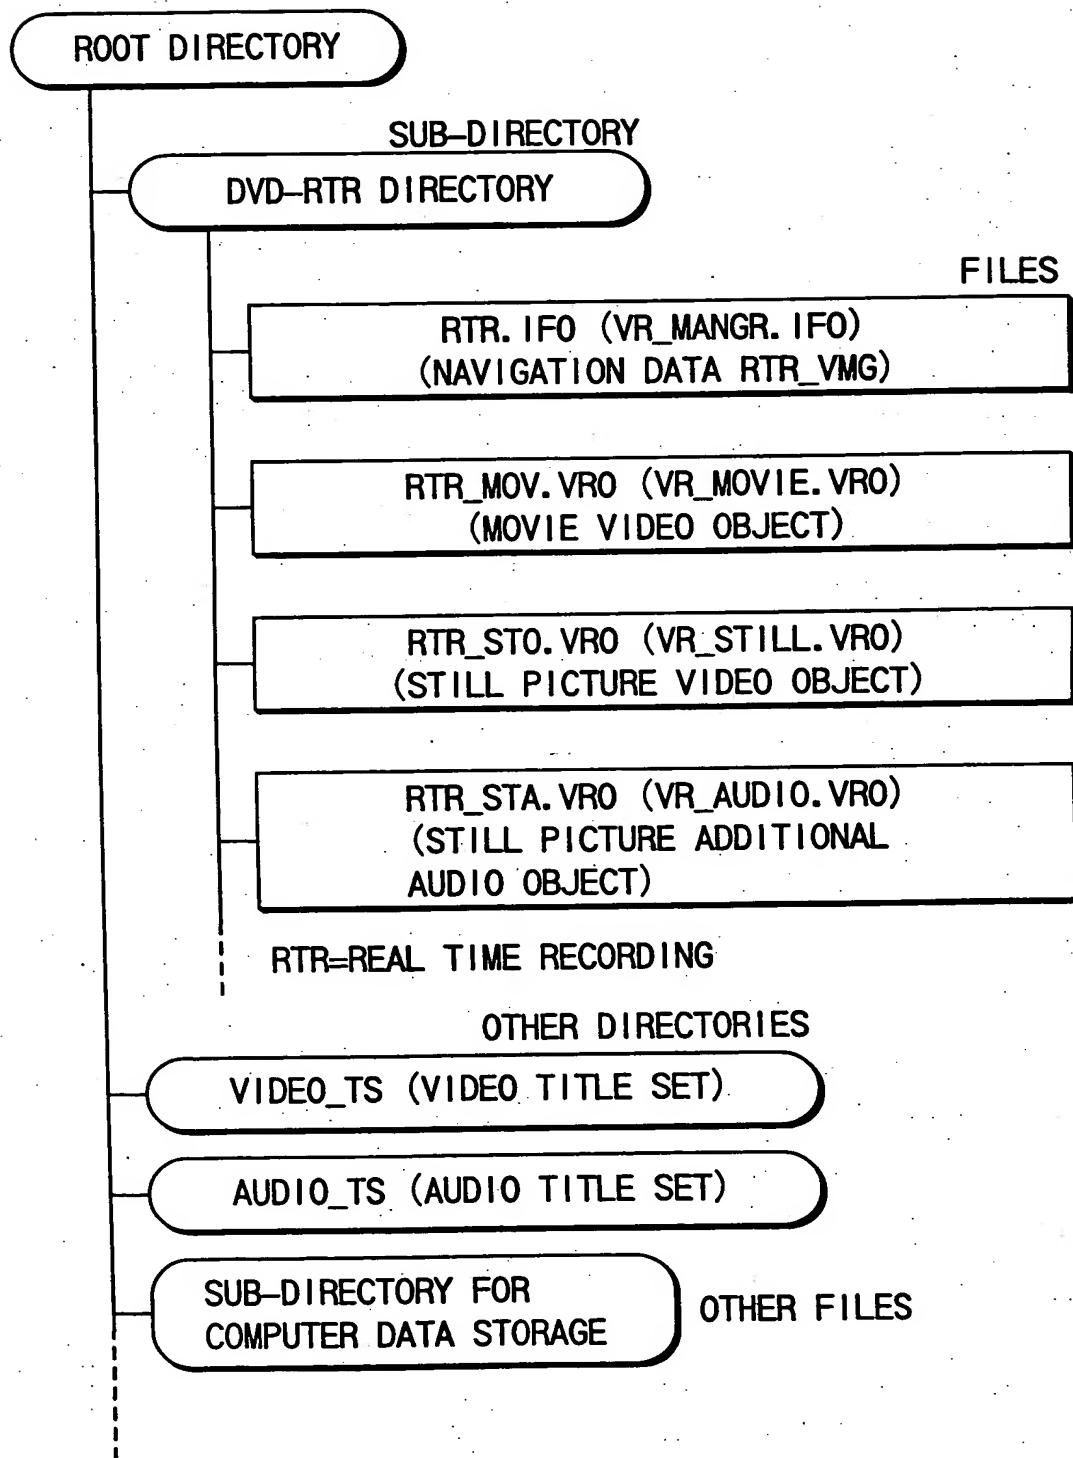 ROOT DIRECTORY
SUB-DIRECTORY
DVD-RTR DIRECTORY
FILES
RTR.IFO (VR_MANGR.IFO)
(NAVIGATION DATA RTR_VMG)
RTR_MOV.VRO (VR_MOVIE.VRO)
(MOVIE VIDEO OBJECT)
RTR_STO.VRO (VR_STILL.VRO)
(STILL PICTURE VIDEO OBJECT)
RTR_STA.VRO (VR_AUDIO.VRO)
(STILL PICTURE ADDITIONAL
AUDIO OBJECT)
RTR=REAL TIME RECORDING
OTHER DIRECTORIES
VIDEO_TS (VIDEO TITLE SET)
AUDIO_TS (AUDIO TITLE SET)
SUB-DIRECTORY FOR
COMPUTER DATA STORAGE
OTHER FILES